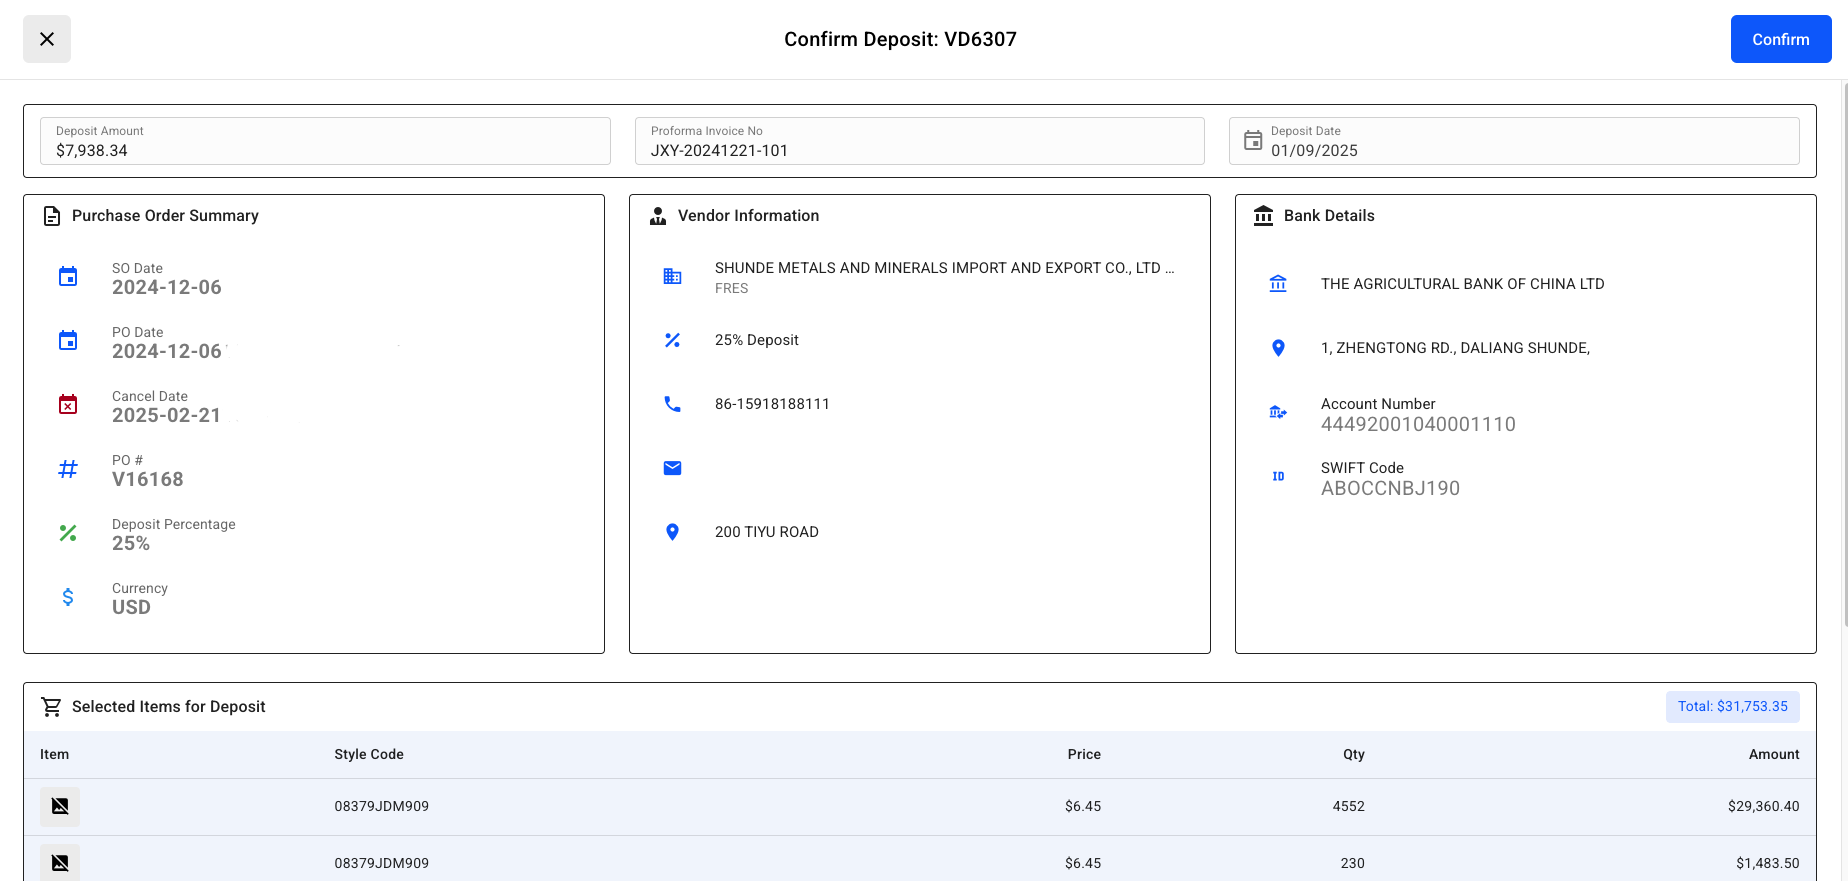 Confirm Deposit: VD6307
Confirm
Deposit Amount
$7,938.34
Proforma Invoice No
JXY-20241221-101
Deposit Date
01/09/2025
Purchase Order Summary
SO Date
2024-12-06
PO Date
2024-12-06
Cancel Date
2025-02-21
PO #
V16168
Deposit Percentage
25%
Currency
USD
Vendor Information
SHUNDE METALS AND MINERALS IMPORT AND EXPORT CO., LTD ...
FRES
25% Deposit
86-15918188111
200 TIYU ROAD
Bank Details
THE AGRICULTURAL BANK OF CHINA LTD
1, ZHENGTONG RD., DALIANG SHUNDE,
Account Number
44492001040001110
ID
SWIFT Code
ABOCCNBJ190
Selected Items for Deposit
Total: $31,753.35
Item Style Code Price Qty Amount
08379JDM909 $6.45 4552 $29,360.40
08379JDM909 $6.45 230 $1,483.50